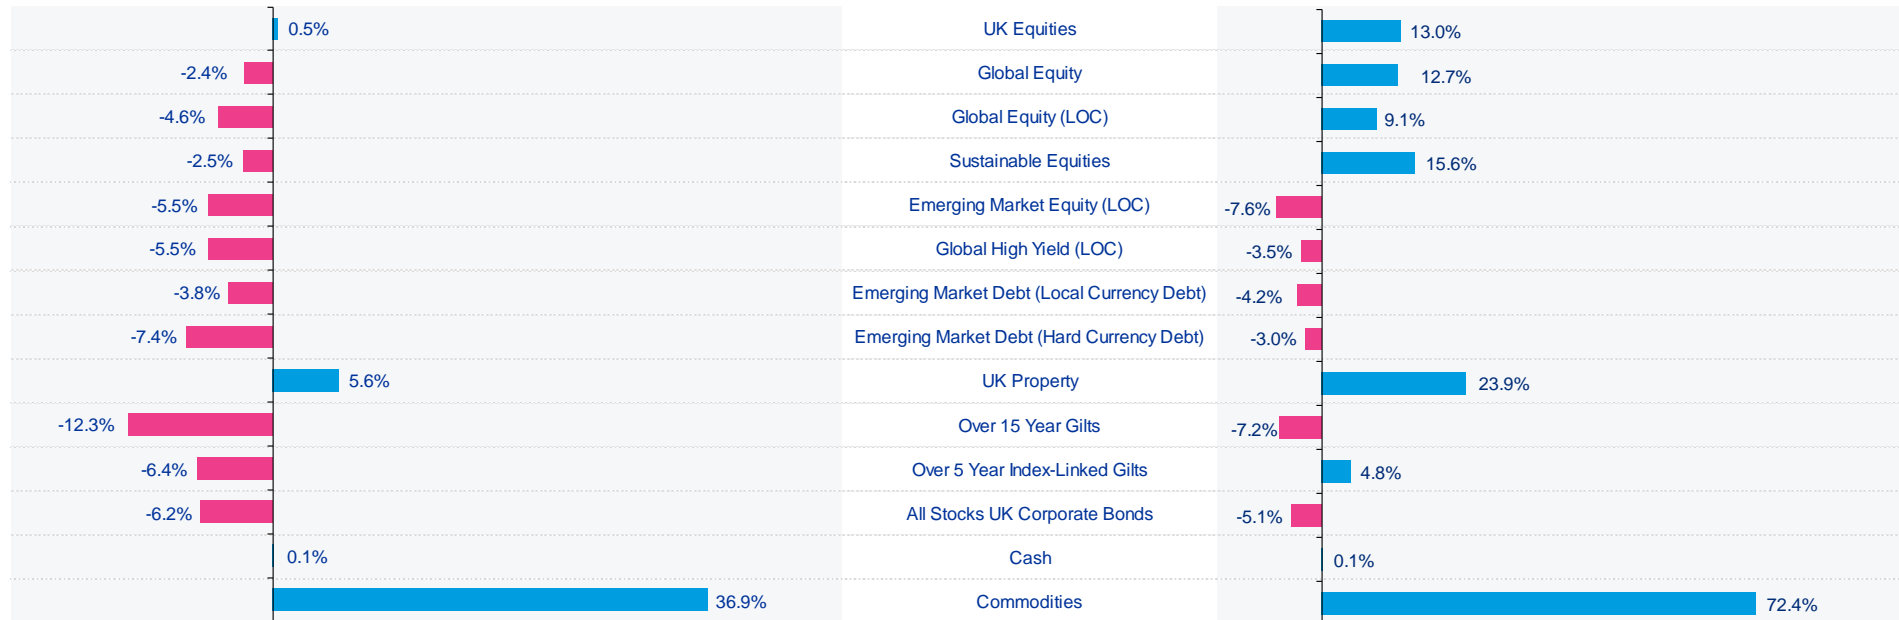 0.5% UK Equities 13.0%
-2.4% Global Equity 12.7%
-4.6% Global Equity (LOC) 9.1%
-2.5% Sustainable Equities 15.6%
-5.5% Emerging Market Equity (LOC) -7.6%
-5.5% Global High Yield (LOC) -3.5%
-3.8% Emerging Market Debt (Local Currency Debt) -4.2%
-7.4% Emerging Market Debt (Hard Currency Debt) -3.0%
5.6% UK Property 23.9%
-12.3% Over 15 Year Gilts -7.2%
-6.4% Over 5 Year Index-Linked Gilts 4.8%
-6.2% All Stocks UK Corporate Bonds -5.1%
0.1% Cash 0.1%
36.9% Commodities 72.4%